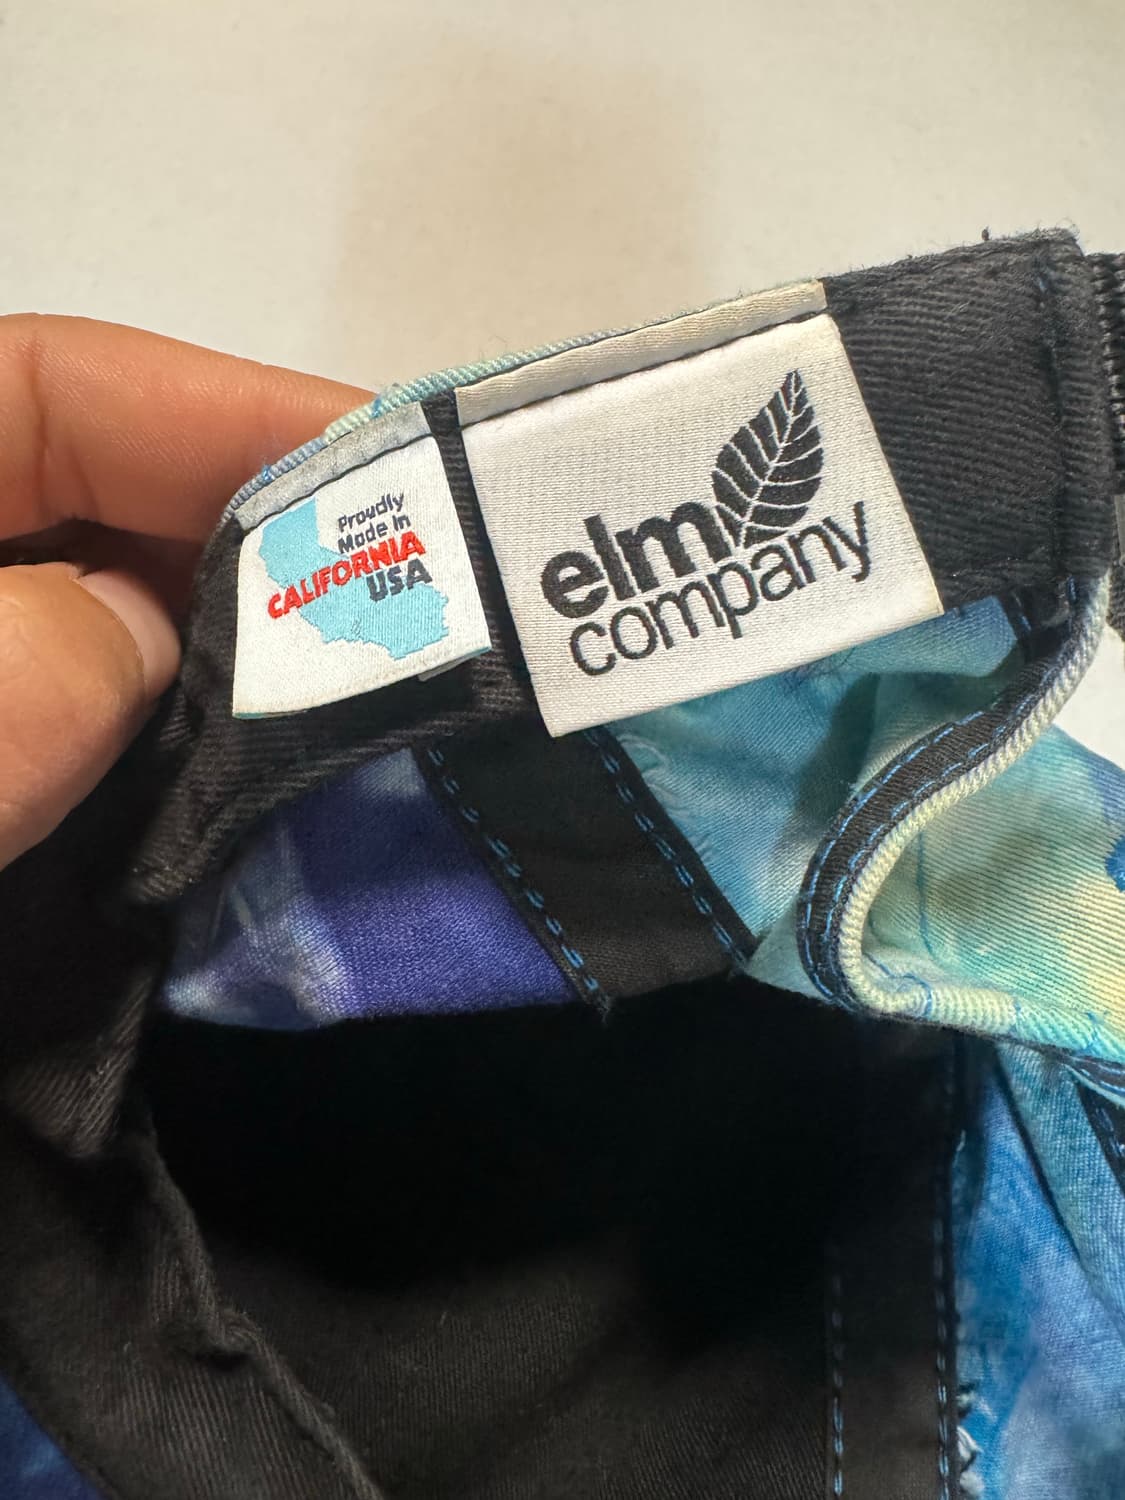 Proudly
Made In
CALIFORNIA
USA
elm
company